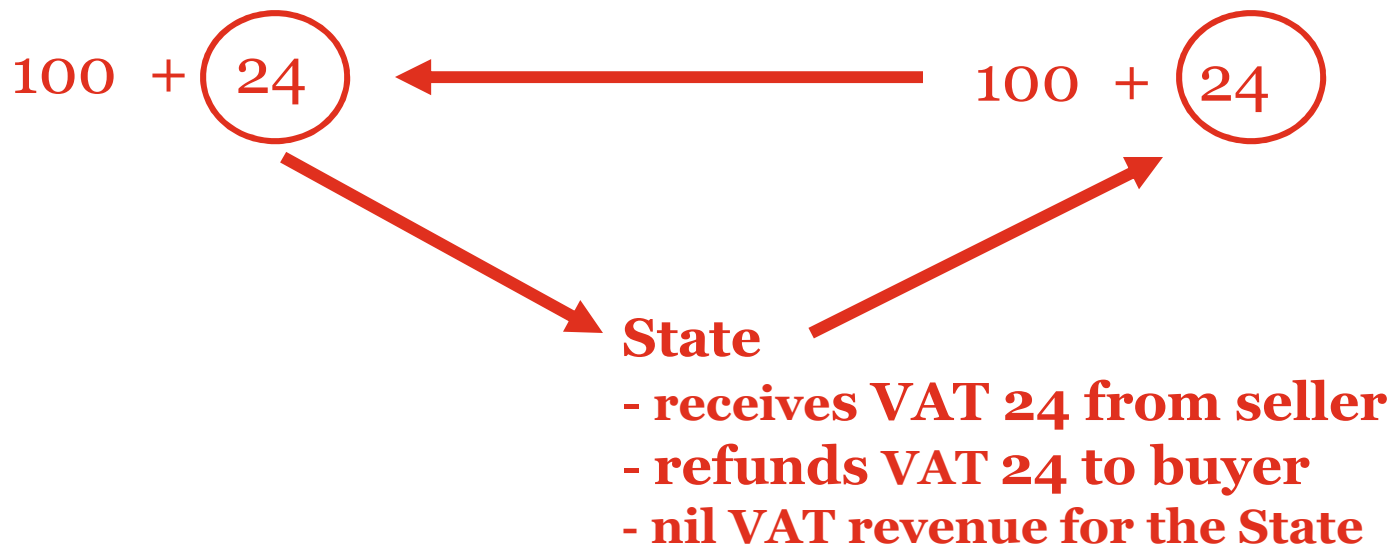 100 + 24 100 + 24
State
- receives VAT 24 from seller
- refunds VAT 24 to buyer
- nil VAT revenue for the State